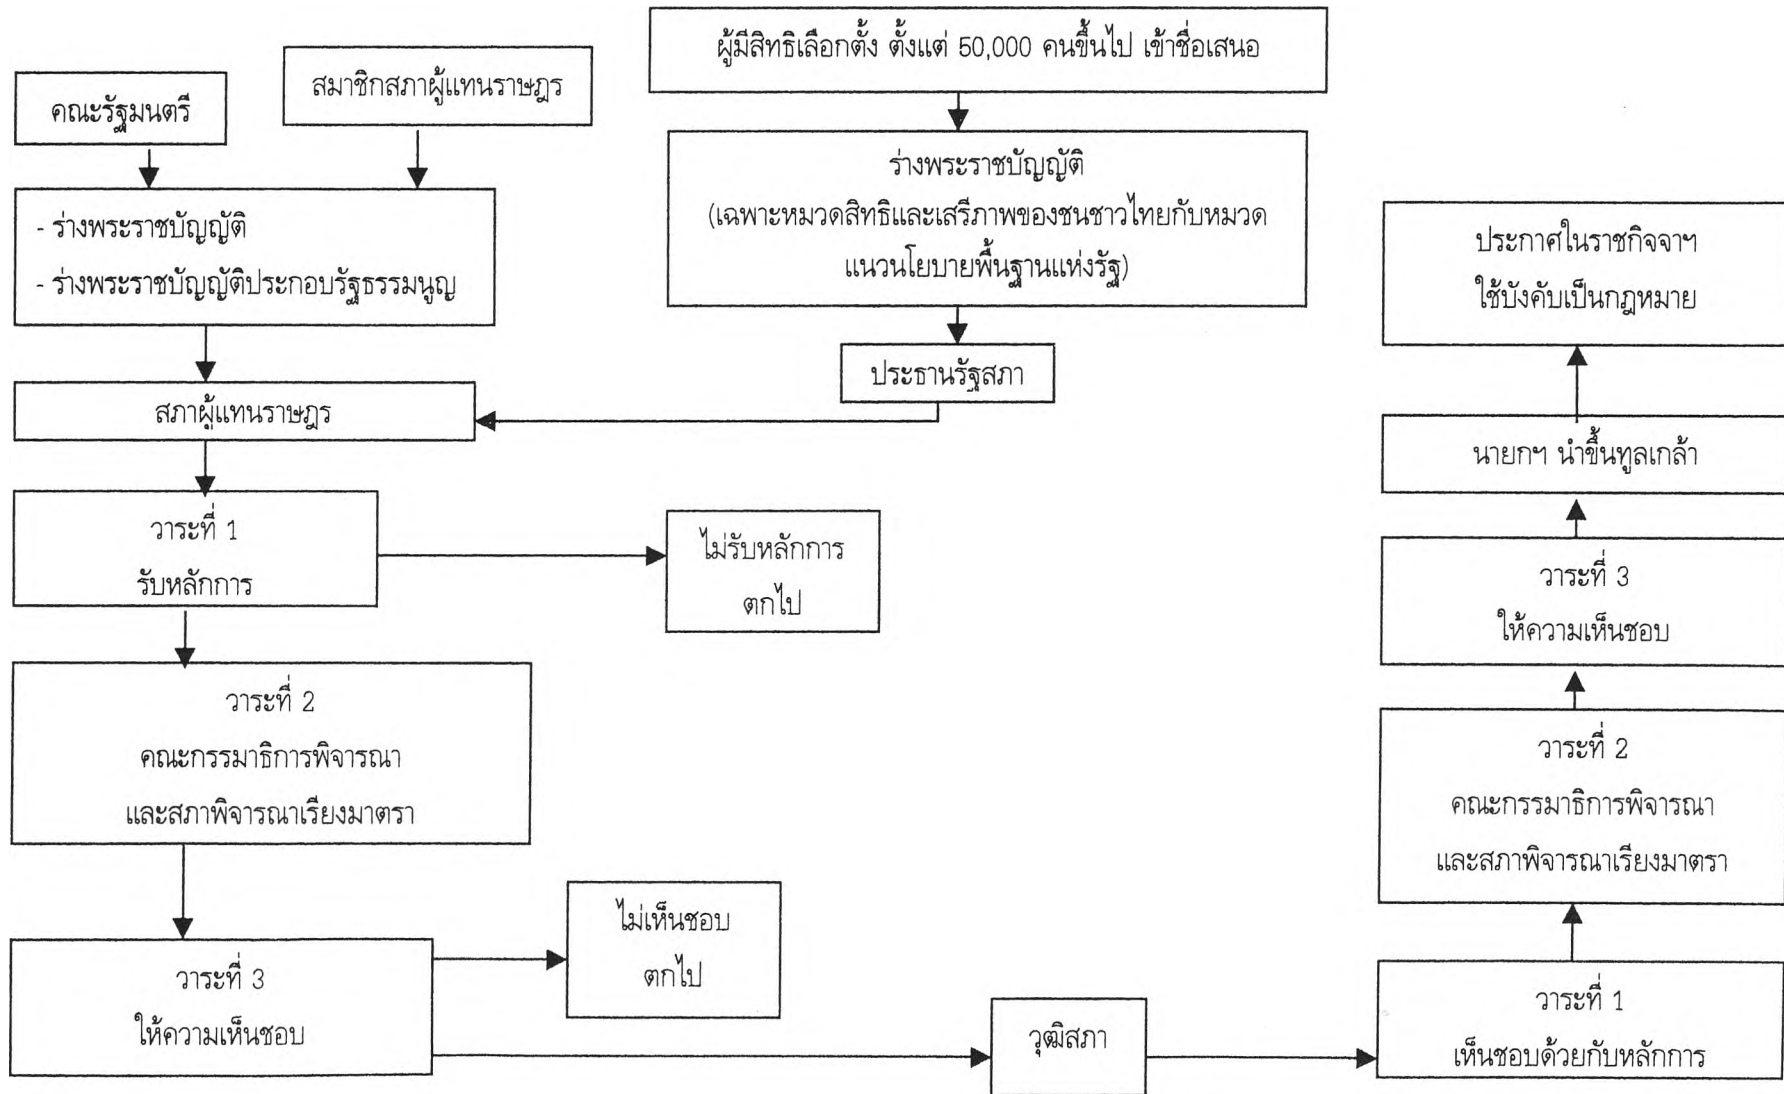 ผู้มีสิทธิเลือกตั้ง ตั้งแต่ 50,000 คนขึ้นไป เข้าชื่อเสนอ
สมาชิกสภาผู้แทนราษฎร
คณะรัฐมนตรี
- ร่างพระราชบัญญัติ
- ร่างพระราชบัญญัติประกอบรัฐธรรมนูญ
ร่างพระราชบัญญัติ
(เฉพาะหมวดสิทธิและเสรีภาพของชนชาวไทยกับหมวด
แนวนโยบายพื้นฐานแห่งรัฐ)
ประธานรัฐสภา
สภาผู้แทนราษฎร
วาระที่ 1
รับหลักการ
ไม่รับหลักการ
ตกไป
วาระที่ 2
คณะกรรมาธิการพิจารณา
และสภาพิจารณาเรียงมาตรา
วาระที่ 3
ให้ความเห็นชอบ
ไม่เห็นชอบ
ตกไป
วุฒิสภา
วาระที่ 1
เห็นชอบด้วยกับหลักการ
วาระที่ 2
คณะกรรมาธิการพิจารณา
และสภาพิจารณาเรียงมาตรา
วาระที่ 3
ให้ความเห็นชอบ
นายกฯ นำขึ้นทูลเกล้า
ประกาศในราชกิจจาฯ
ใช้บังคับเป็นกฎหมาย